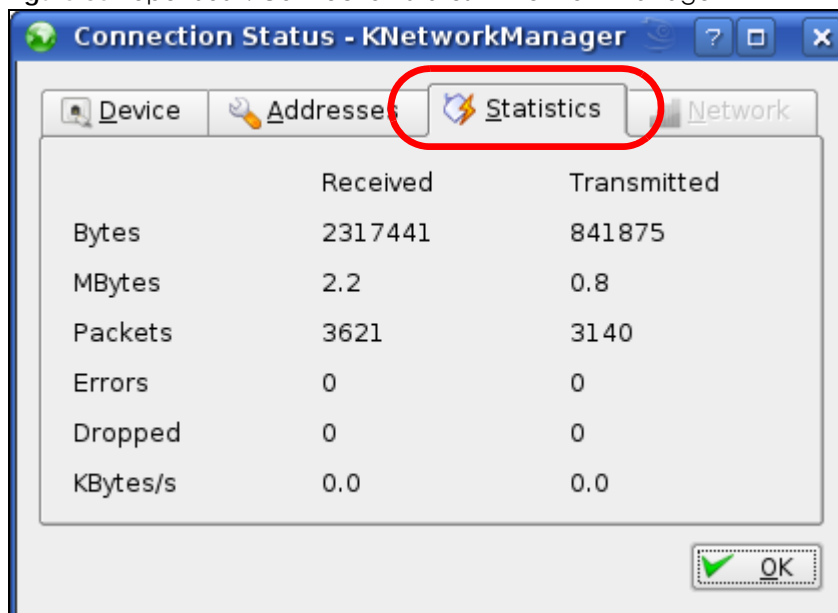 Connection Status - KNetworkManager
Device Addresses Statistics Network
Received Transmitted
Bytes 2317441 841875
MBytes 2.2 0.8
Packets 3621 3140
Errors 0 0
Dropped 0 0
KBytes/s 0.0 0.0
OK